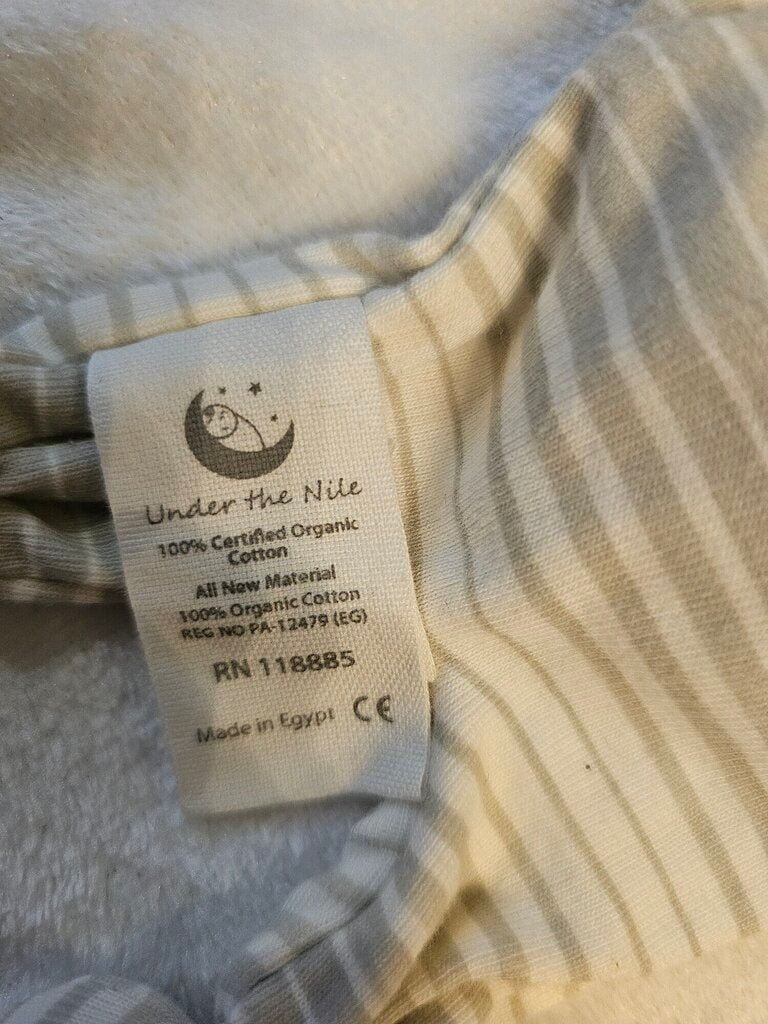 Under the Nile
100% Certified Organic
Cotton
All New Material
100% Organic Cotton
REG NO PA-12479 (EG)
RN 118885
Made in Egypt CE